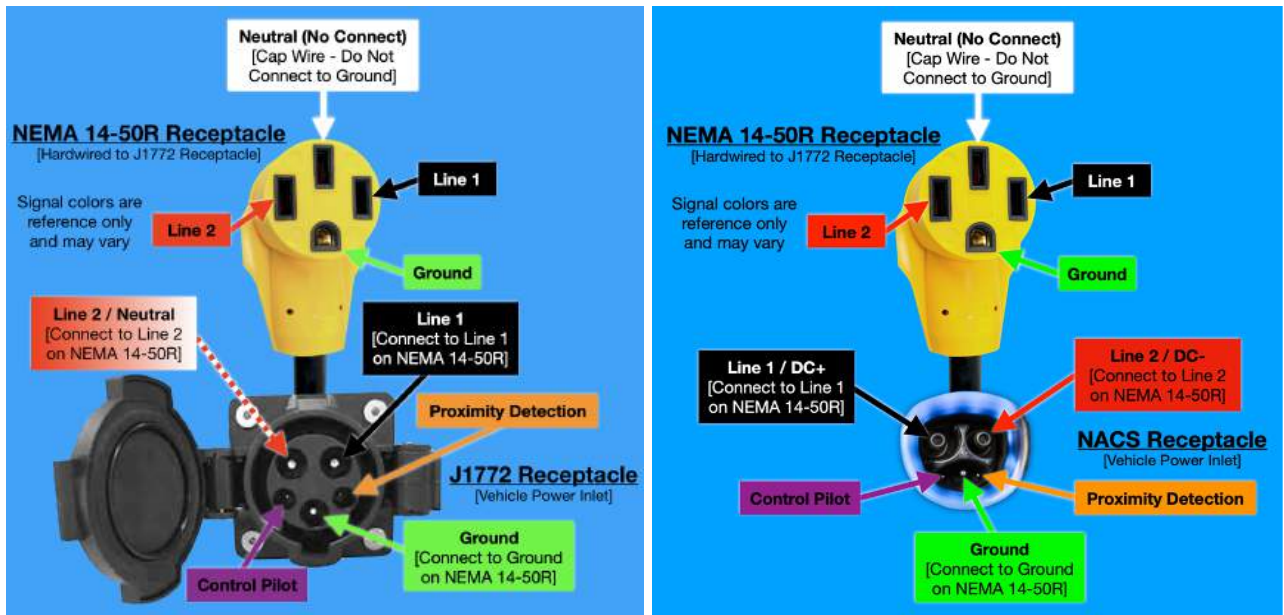 Neutral (No Connect)
[Cap Wire - Do Not
Connect to Ground]
NEMA 14-50R Receptacle
[Hardwired to J1772 Receptacle]
Line 1
Signal colors are
reference only
and may vary
Line 2
Ground
Line 2 / Neutral
[Connect to Line 2
on NEMA 14-50R]
Line 1
[Connect to Line 1
on NEMA 14-50R]
Proximity Detection
J1772 Receptacle
[Vehicle Power Inlet]
Ground
[Connect to Ground
on NEMA 14-50R]
Control Pilot
Neutral (No Connect)
[Cap Wire - Do Not
Connect to Ground]
NEMA 14-50R Receptacle
[Hardwired to J1772 Receptacle]
Line 1
Signal colors are
reference only
and may vary
Line 2
Ground
Line 1 / DC+
[Connect to Line 1
on NEMA 14-50R]
Line 2 / DC-
[Connect to Line 2
on NEMA 14-50R]
NACS Receptacle
[Vehicle Power Inlet]
Control Pilot
Proximity Detection
Ground
[Connect to Ground
on NEMA 14-50R]